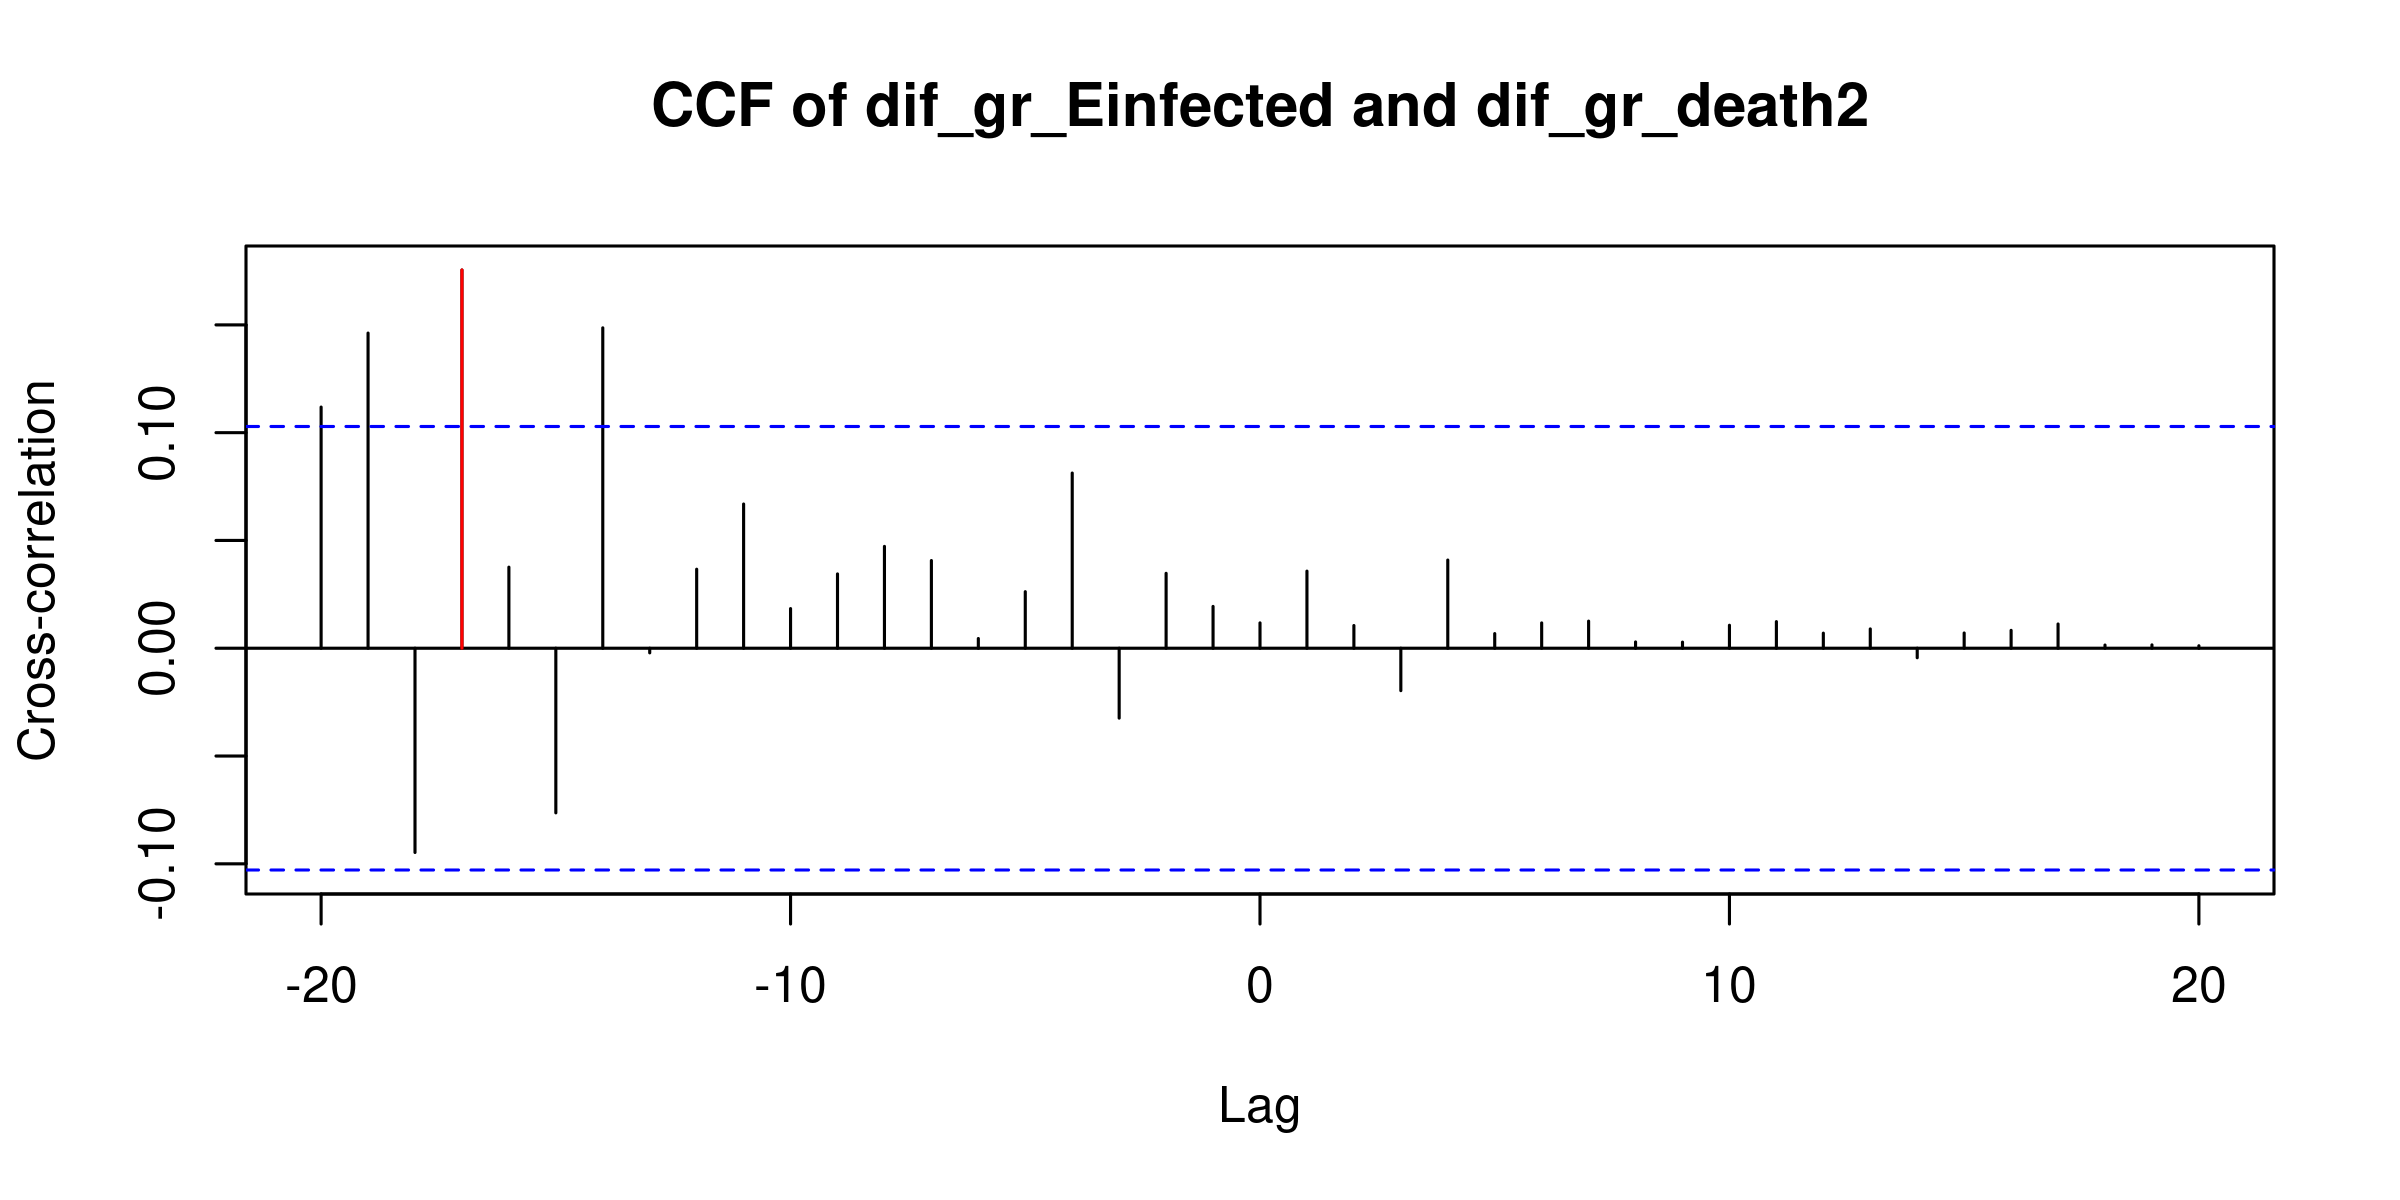 CCF of dif_gr_Einfected and dif_gr_death2
Cross-correlation
0.10
0.00
-0.10
-20 -10 0 10 20
Lag